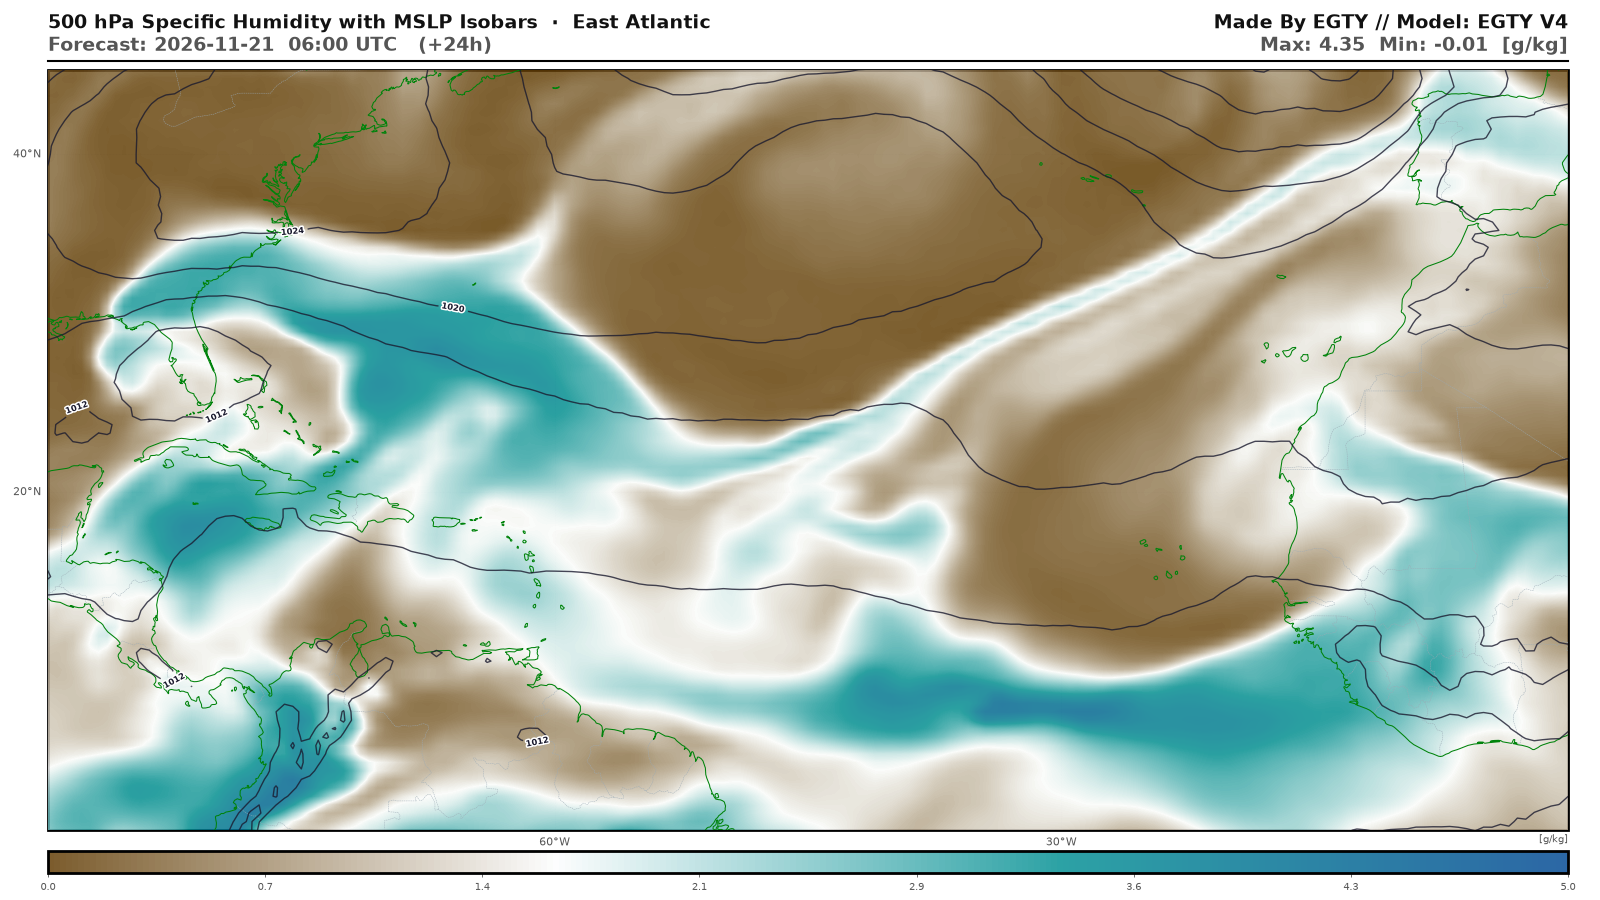 500 hPa Specific Humidity with MSLP Isobars · East Atlantic
Made By EGTY // Model: EGTY V4
Forecast: 2026-11-21 06:00 UTC (+24h)
Max: 4.35 Min: -0.01 [g/kg]
40°N
1024
1020
1012
1012
20°N
1012
1012
60°W
30°W
[g/kg]
0.0
0.7
1.4
2.1
2.9
3.6
4.3
5.0